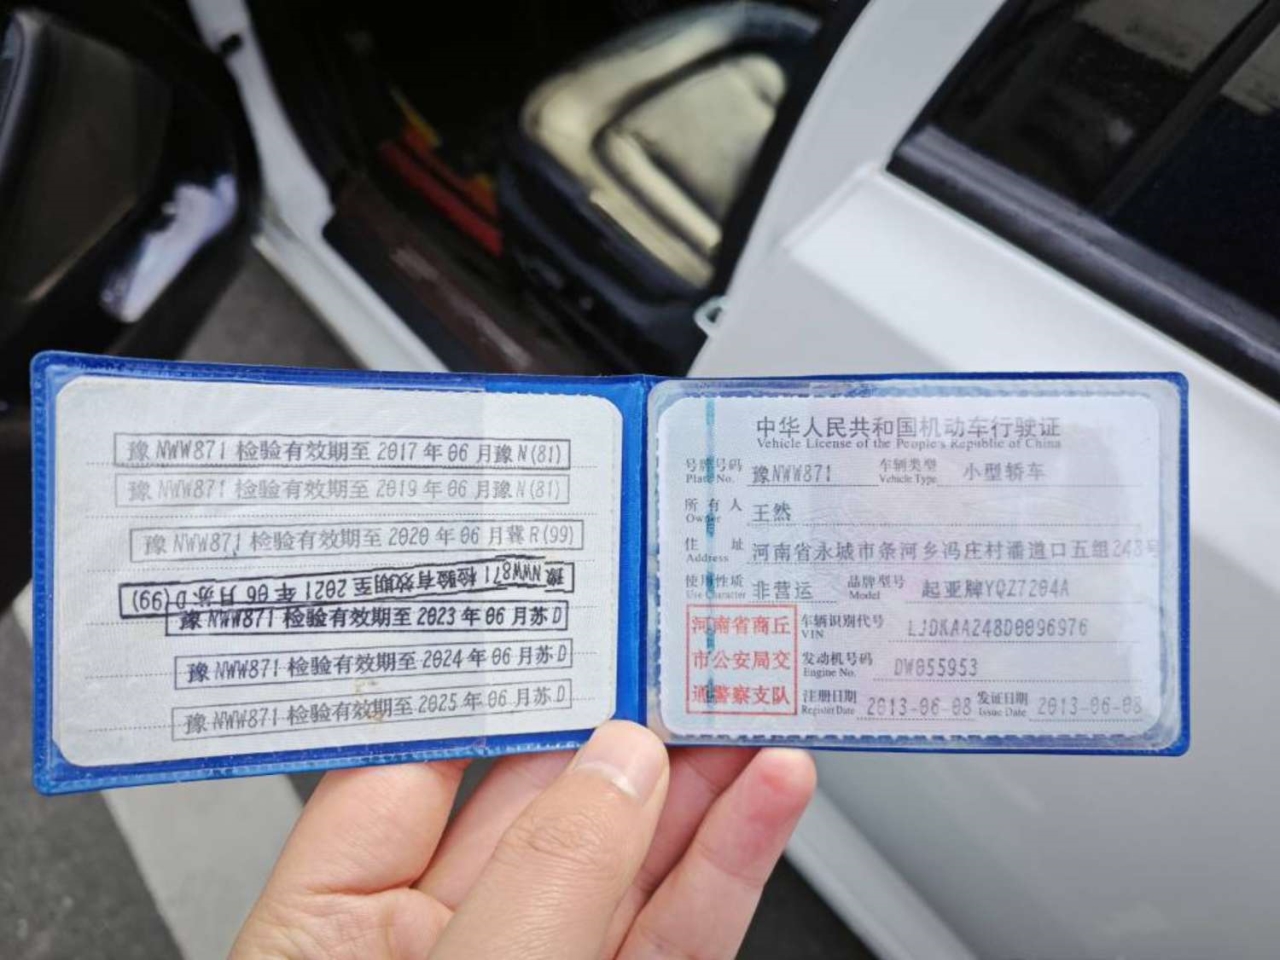 豫NWW871检验有效期至2017年06月豫N(81)
豫NWW871检验有效期至2019年06月豫N(81)
豫NWW871检验有效期至2020年06月冀R(99)
豫NWW871检验有效期至2021年06月苏D(99)
豫NWW871检验有效期至2023年06月苏D
豫NWW871检验有效期至2024年06月苏D
豫NWW871检验有效期至2025年06月苏D
中华人民共和国机动车行驶证
Vehicle License of the People's Republic of China
号牌号码 豫NWW871 车辆类型 小型轿车
Plate No. Vehicle Type
所有人 王然
Owner
住址 河南省永城市条河乡冯庄村潘道口五组243号
Address
使用性质 非营运 品牌型号 起亚牌YQZ7204A
Use Character Model
河南省商丘
市公安局交
通警察支队
车辆识别代号 LJDKAA248D0096976
VIN
发动机号码 DW055953
Engine No.
注册日期 2013-06-08 发证日期 2013-06-08
Register Date Issue Date